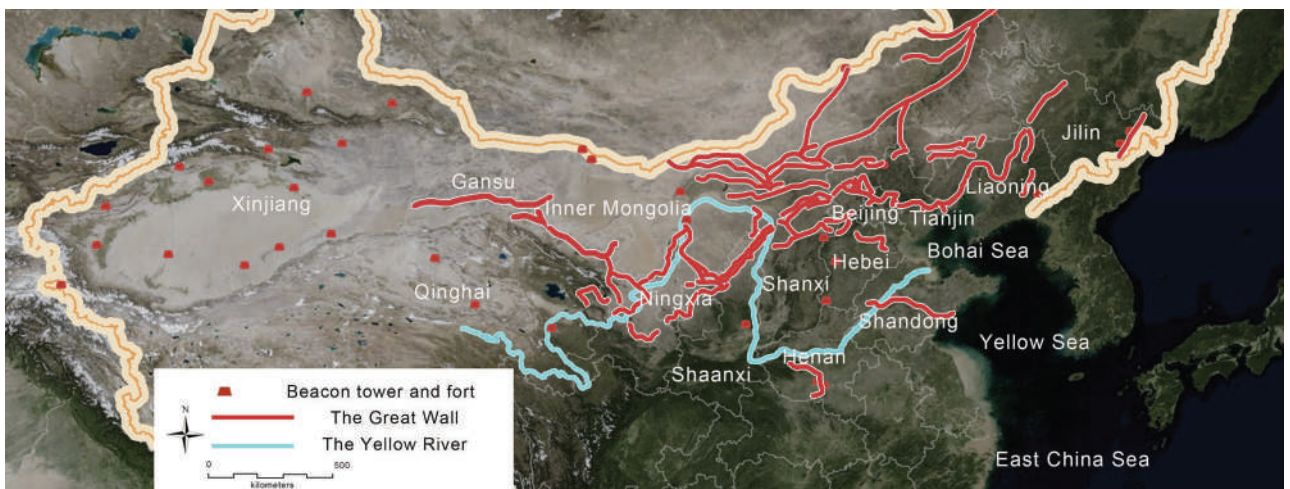 Jilin
Gansu
Liaoning
Xinjiang
Inner Mongolia
Beijing
Tianjin
Bohai Sea
Hebei
Shanxi
Qinghai
Ningxia
Shandong
Yellow Sea
Henan
Shaanxi
Beacon tower and fort
The Great Wall
The Yellow River
N
0 500
kilometers
East China Sea